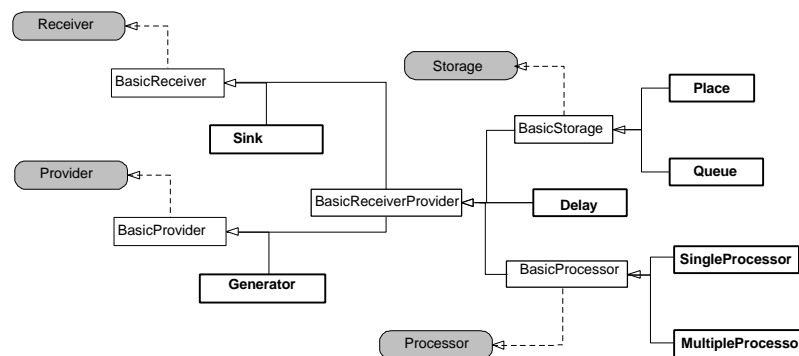 Receiver
BasicReceiver
Sink
Provider
BasicProvider
Generator
BasicReceiverProvider
Storage
BasicStorage
Place
Queue
Delay
BasicProcessor
SingleProcessor
MultipleProcesso
Processor